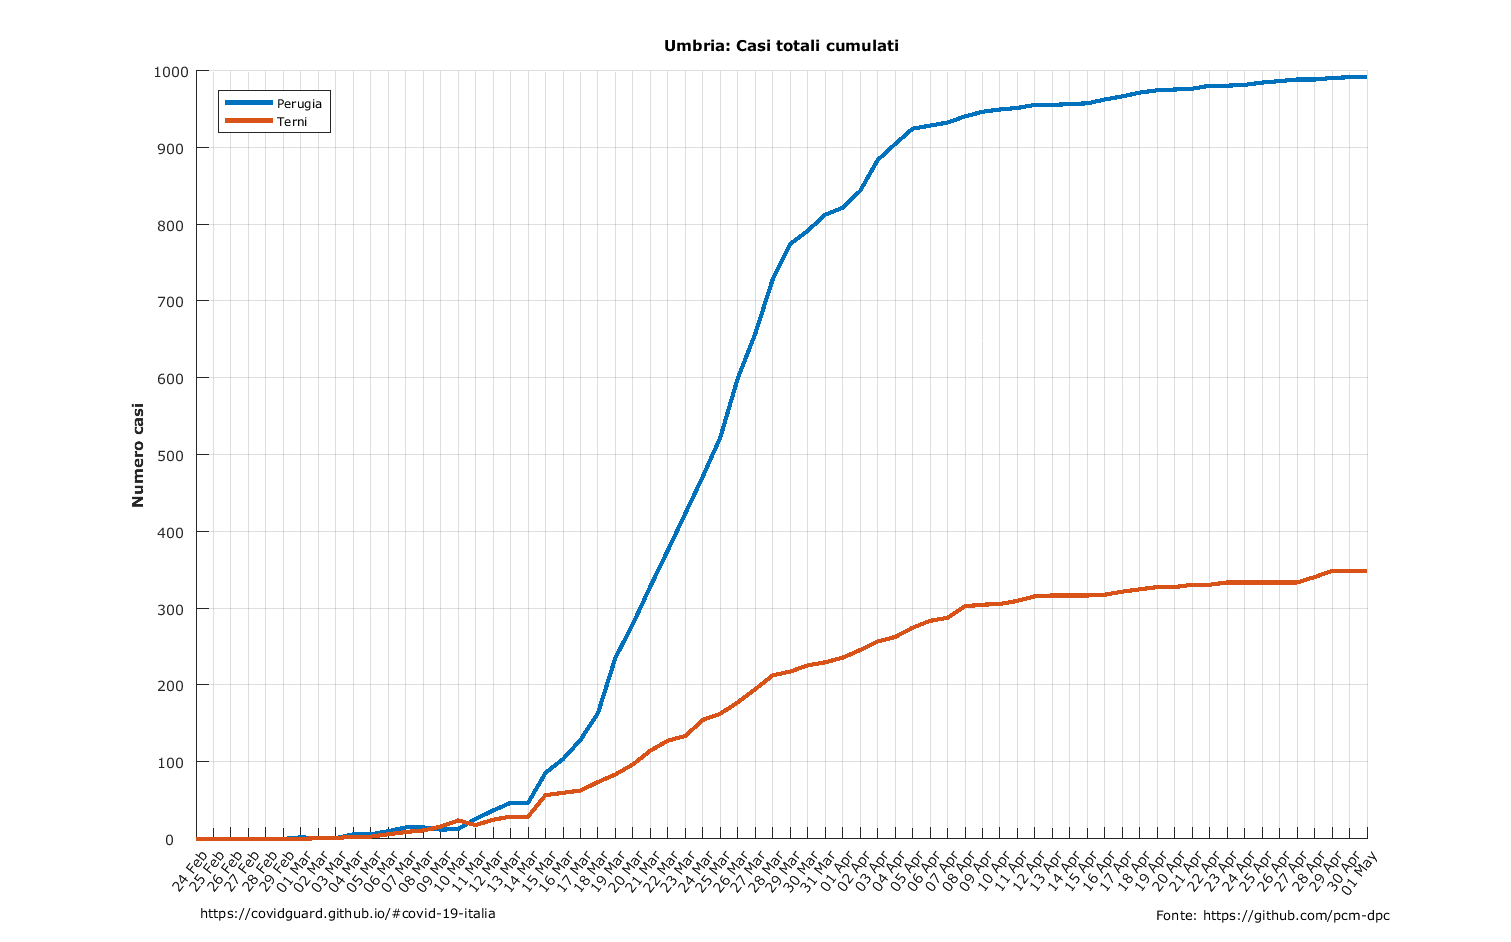 Umbria: Casi totali cumulati
Perugia
Terni
Numero casi
1000
900
800
700
600
500
400
300
200
100
0
24 Feb
25 Feb
26 Feb
27 Feb
28 Feb
29 Feb
01 Mar
02 Mar
03 Mar
04 Mar
05 Mar
06 Mar
07 Mar
08 Mar
09 Mar
10 Mar
11 Mar
12 Mar
13 Mar
14 Mar
15 Mar
16 Mar
17 Mar
18 Mar
19 Mar
20 Mar
21 Mar
22 Mar
23 Mar
24 Mar
25 Mar
26 Mar
27 Mar
28 Mar
29 Mar
30 Mar
31 Mar
01 Apr
02 Apr
03 Apr
04 Apr
05 Apr
06 Apr
07 Apr
08 Apr
09 Apr
10 Apr
11 Apr
12 Apr
13 Apr
14 Apr
15 Apr
16 Apr
17 Apr
18 Apr
19 Apr
20 Apr
21 Apr
22 Apr
23 Apr
24 Apr
25 Apr
26 Apr
27 Apr
28 Apr
29 Apr
30 Apr
01 May
https://covidguard.github.io/#covid-19-italia
Fonte: https://github.com/pcm-dpc